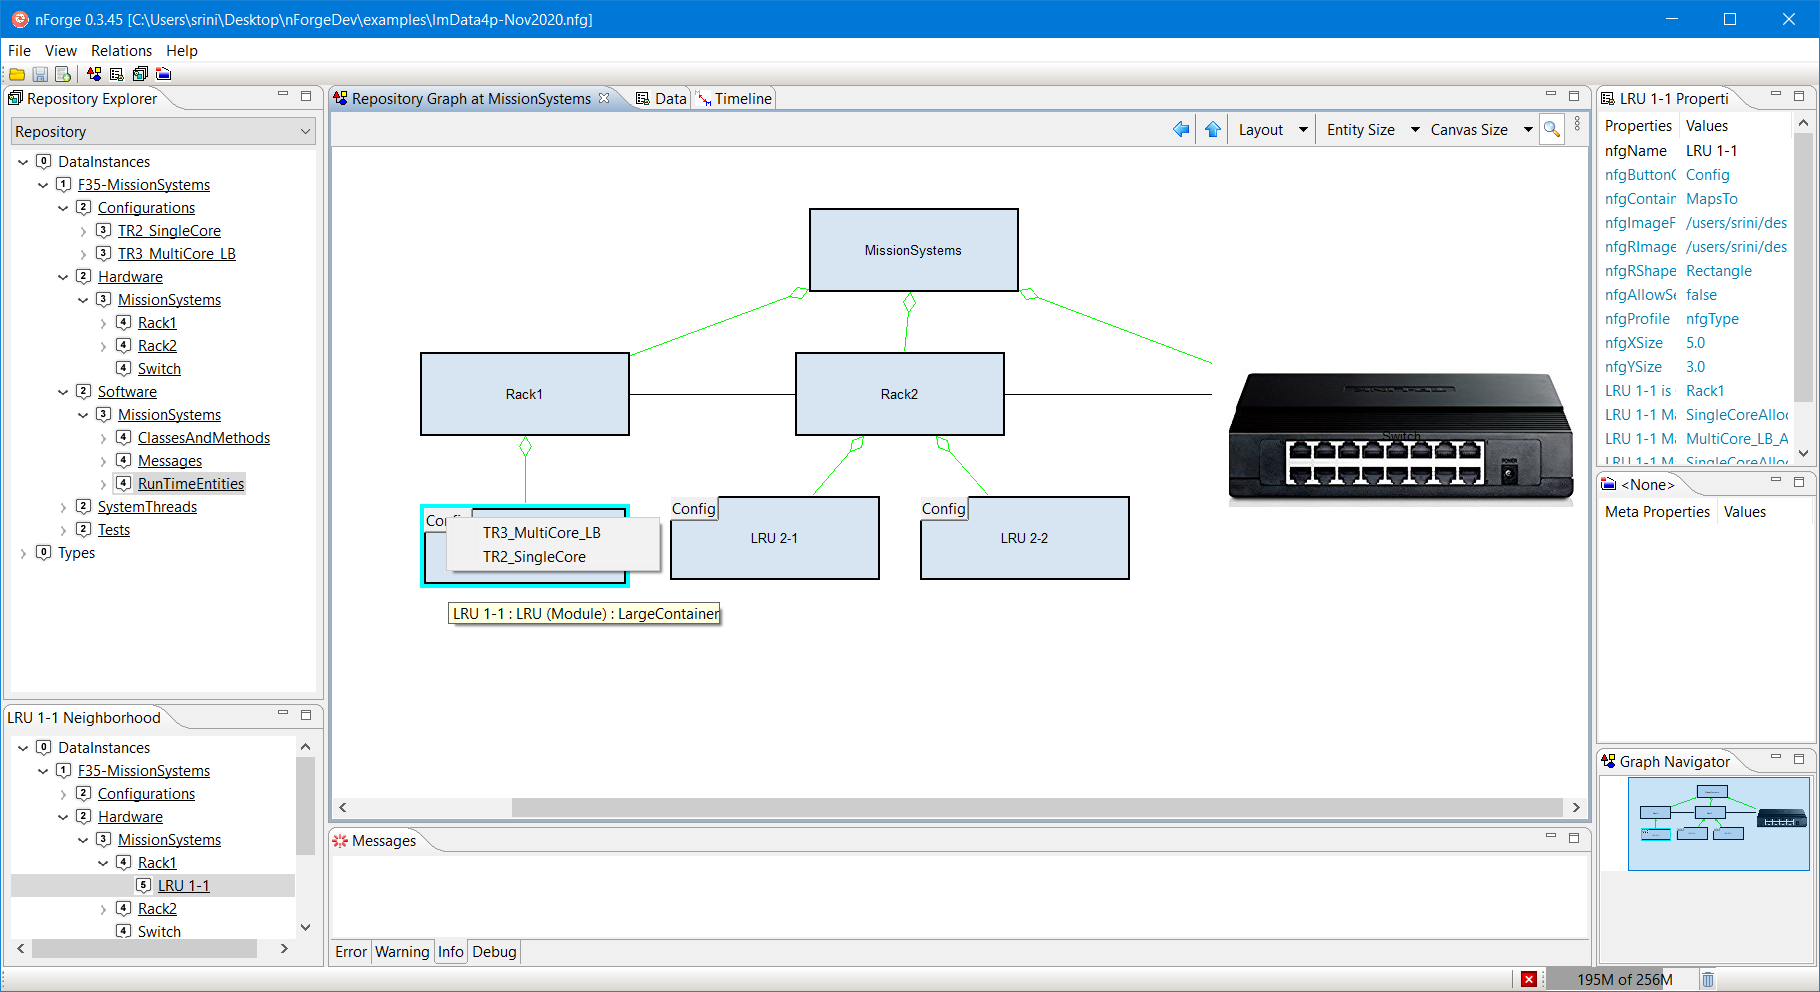 nForge 0.3.45 [C:\Users\srini\Desktop\nForgeDev\examples\ImData4p-Nov2020.nfg]
File View Relations Help
Repository Explorer
Repository
0 DataInstances
1 F35-MissionSystems
2 Configurations
3 TR2_SingleCore
3 TR3_MultiCore_LB
2 Hardware
3 MissionSystems
4 Rack1
4 Rack2
4 Switch
2 Software
3 MissionSystems
4 ClassesAndMethods
4 Messages
4 RunTimeEntities
2 SystemThreads
2 Tests
0 Types
LRU 1-1 Neighborhood
0 DataInstances
1 F35-MissionSystems
2 Configurations
2 Hardware
3 MissionSystems
4 Rack1
5 LRU 1-1
4 Rack2
4 Switch
Repository Graph at MissionSystems
Data
Timeline
Layout Entity Size Canvas Size
MissionSystems
Rack1
Rack2
Switch
POWER
Config
LRU 2-1
Config
LRU 2-2
TR3_MultiCore_LB
TR2_SingleCore
LRU 1-1 : LRU (Module) : LargeContainer
Messages
Error Warning Info Debug
LRU 1-1 Properti
Properties Values
nfgName LRU 1-1
nfgButtonC Config
nfgContain MapsTo
nfgImageF /users/srini/des
nfgRImage /users/srini/des
nfgRShape Rectangle
nfgAllowSe false
nfgProfile nfgType
nfgXSize 5.0
nfgYSize 3.0
LRU 1-1 is Rack1
LRU 1-1 Ma SingleCoreAlloc
LRU 1-1 Ma MultiCore_LB_A
LRU 1-1 Ma SingleCoreAlloc
<None>
Meta Properties Values
Graph Navigator
195M of 256M